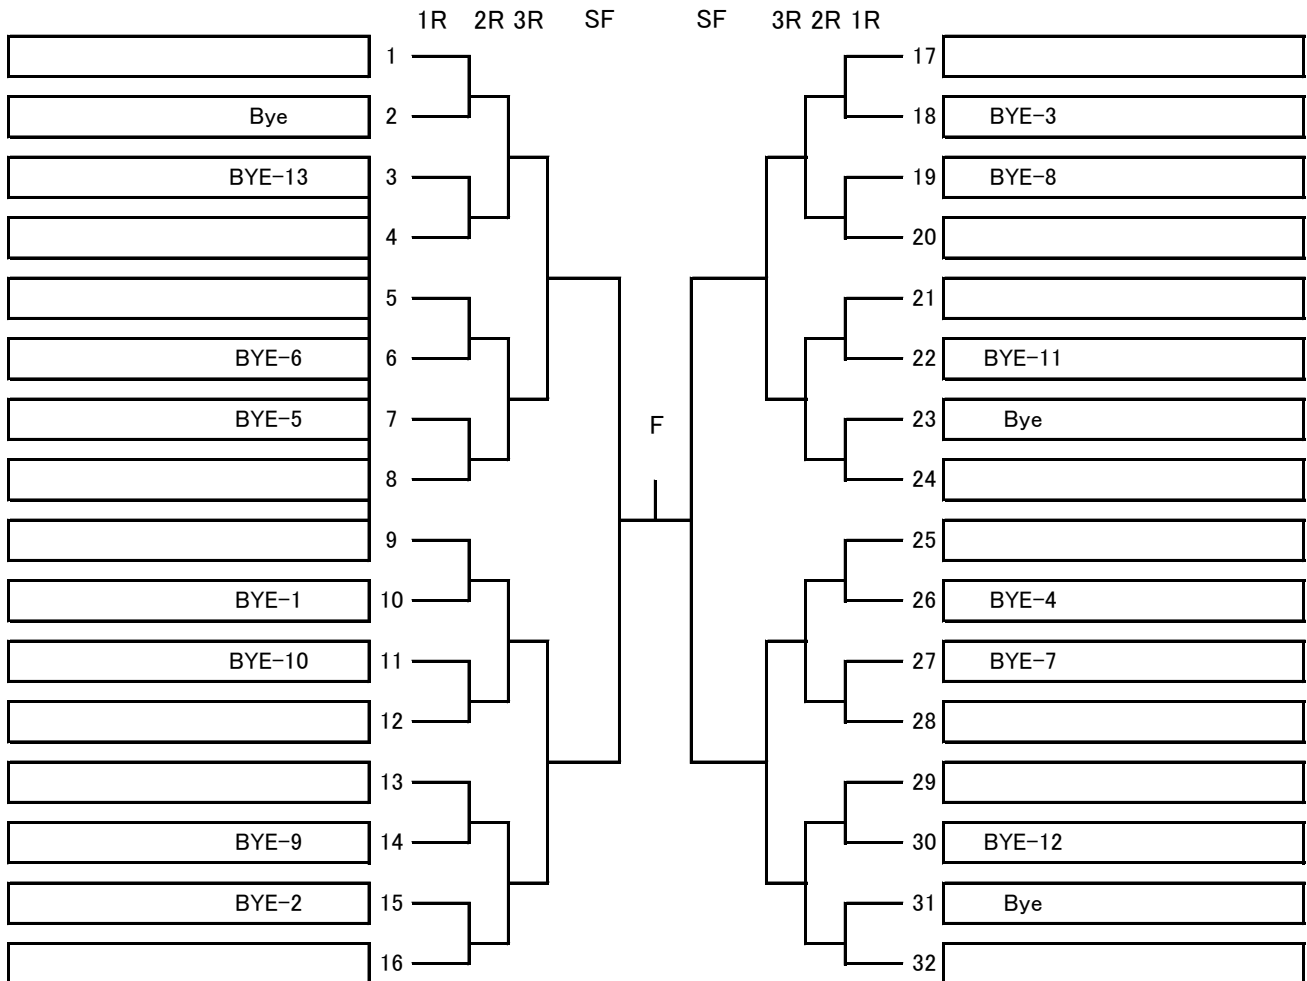 1R 2R 3R SF SF 3R 2R 1R
1 17
Bye 2 18 BYE-3
BYE-13 3 19 BYE-8
4 20
5 21
BYE-6 6 22 BYE-11
BYE-5 7 23 Bye
F
8 24
9 25
BYE-1 10 26 BYE-4
BYE-10 11 27 BYE-7
12 28
13 29
BYE-9 14 30 BYE-12
BYE-2 15 31 Bye
16 32